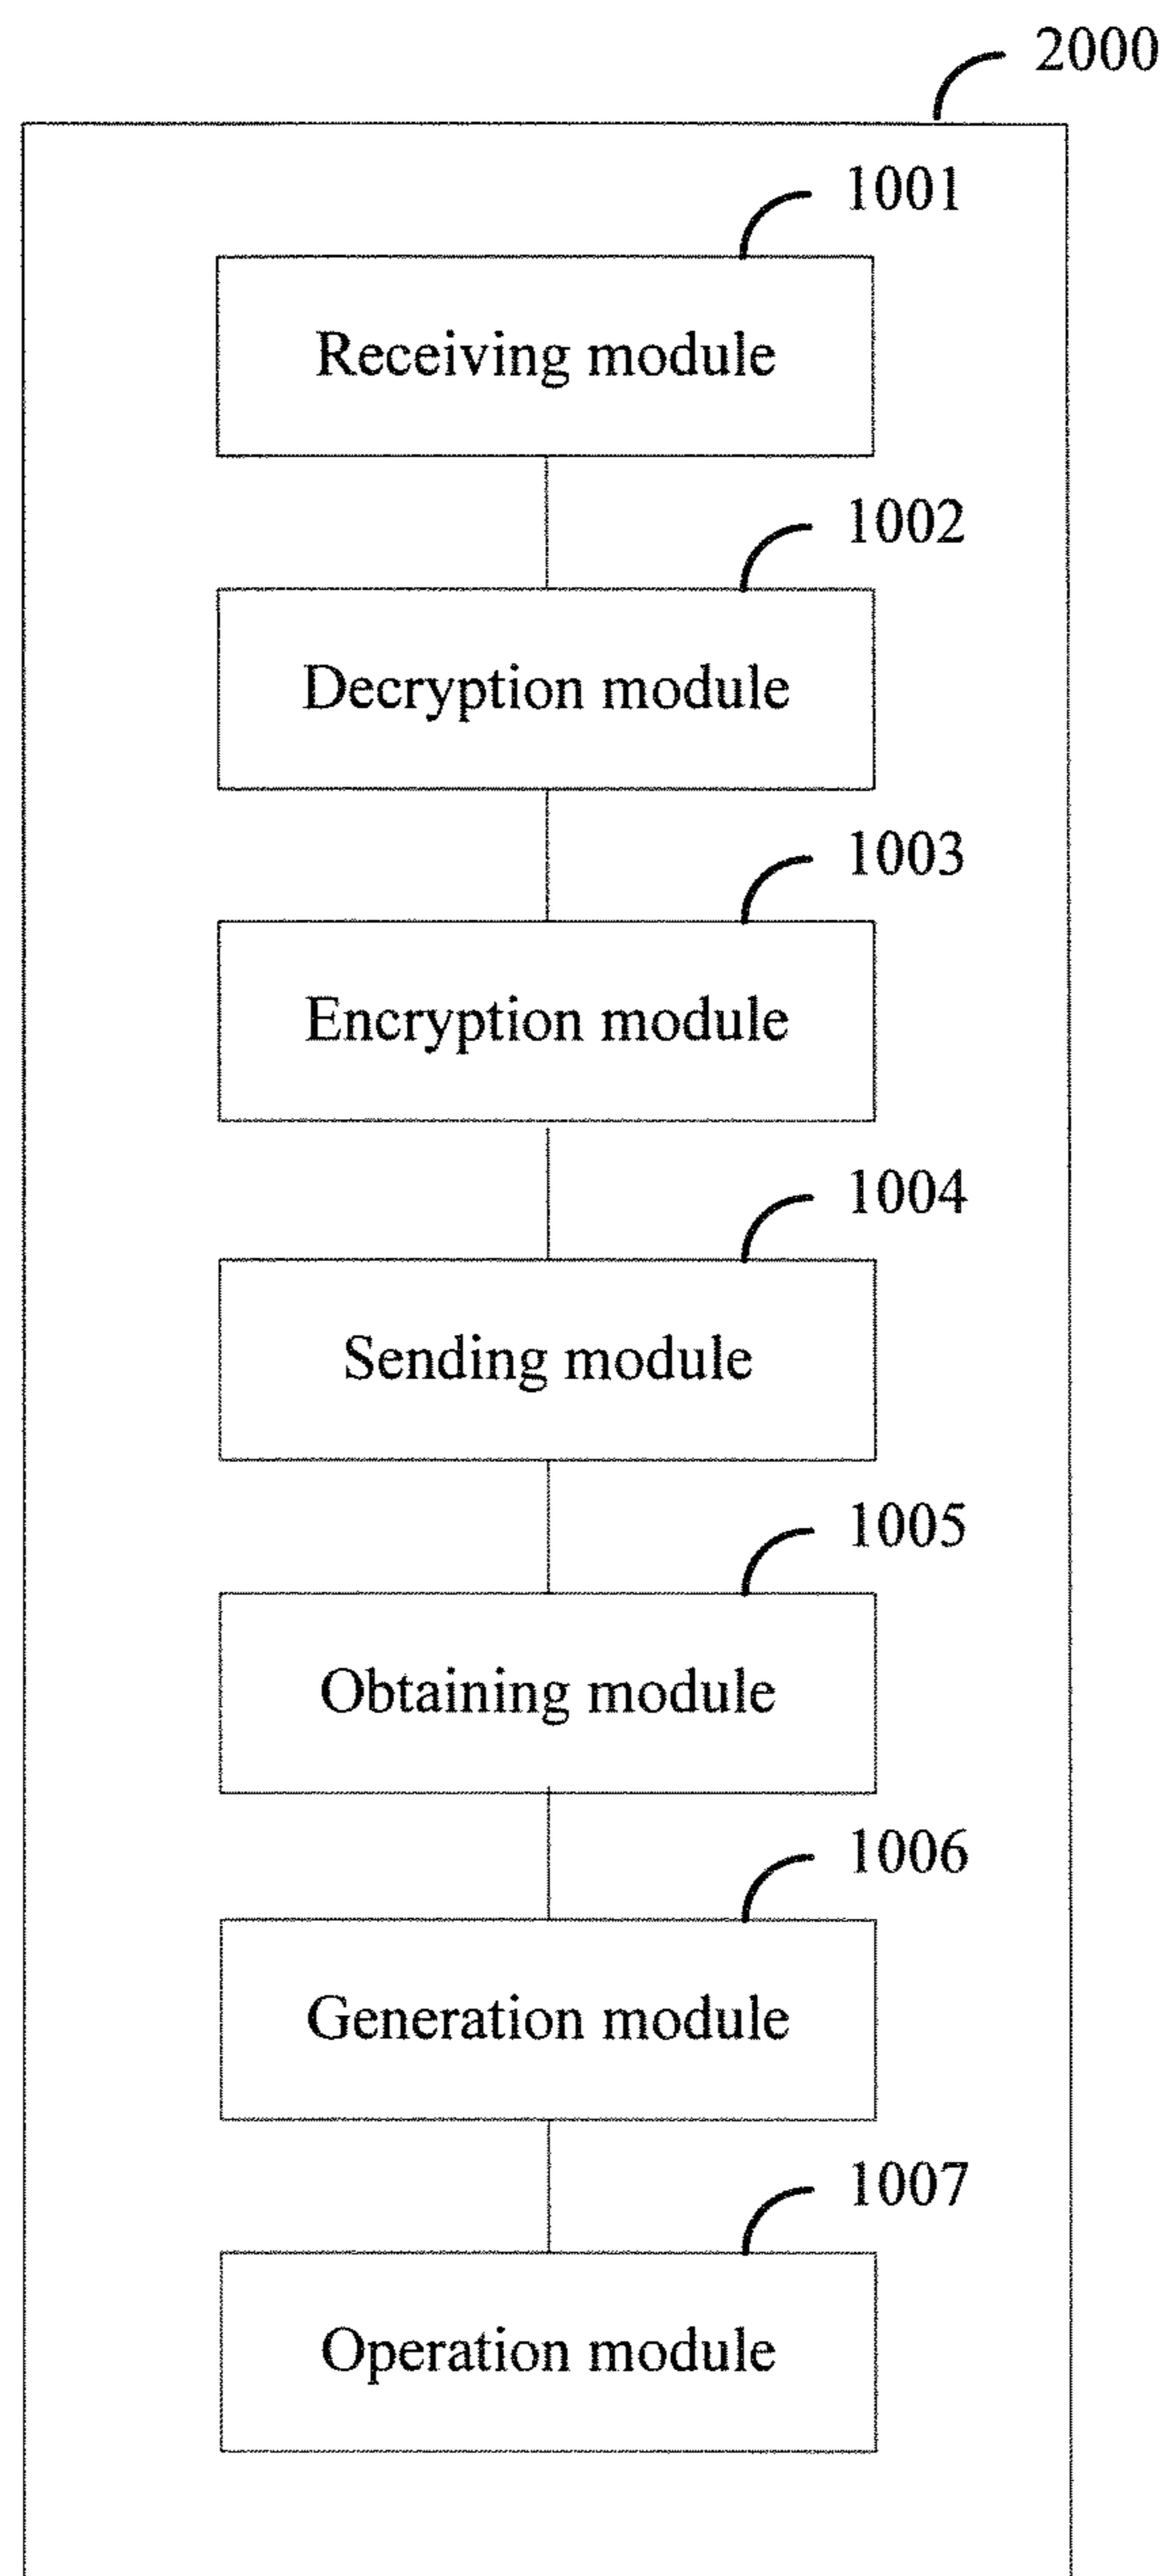 2000
1001
Receiving module
1002
Decryption module
1003
Encryption module
1004
Sending module
1005
Obtaining module
1006
Generation module
1007
Operation module